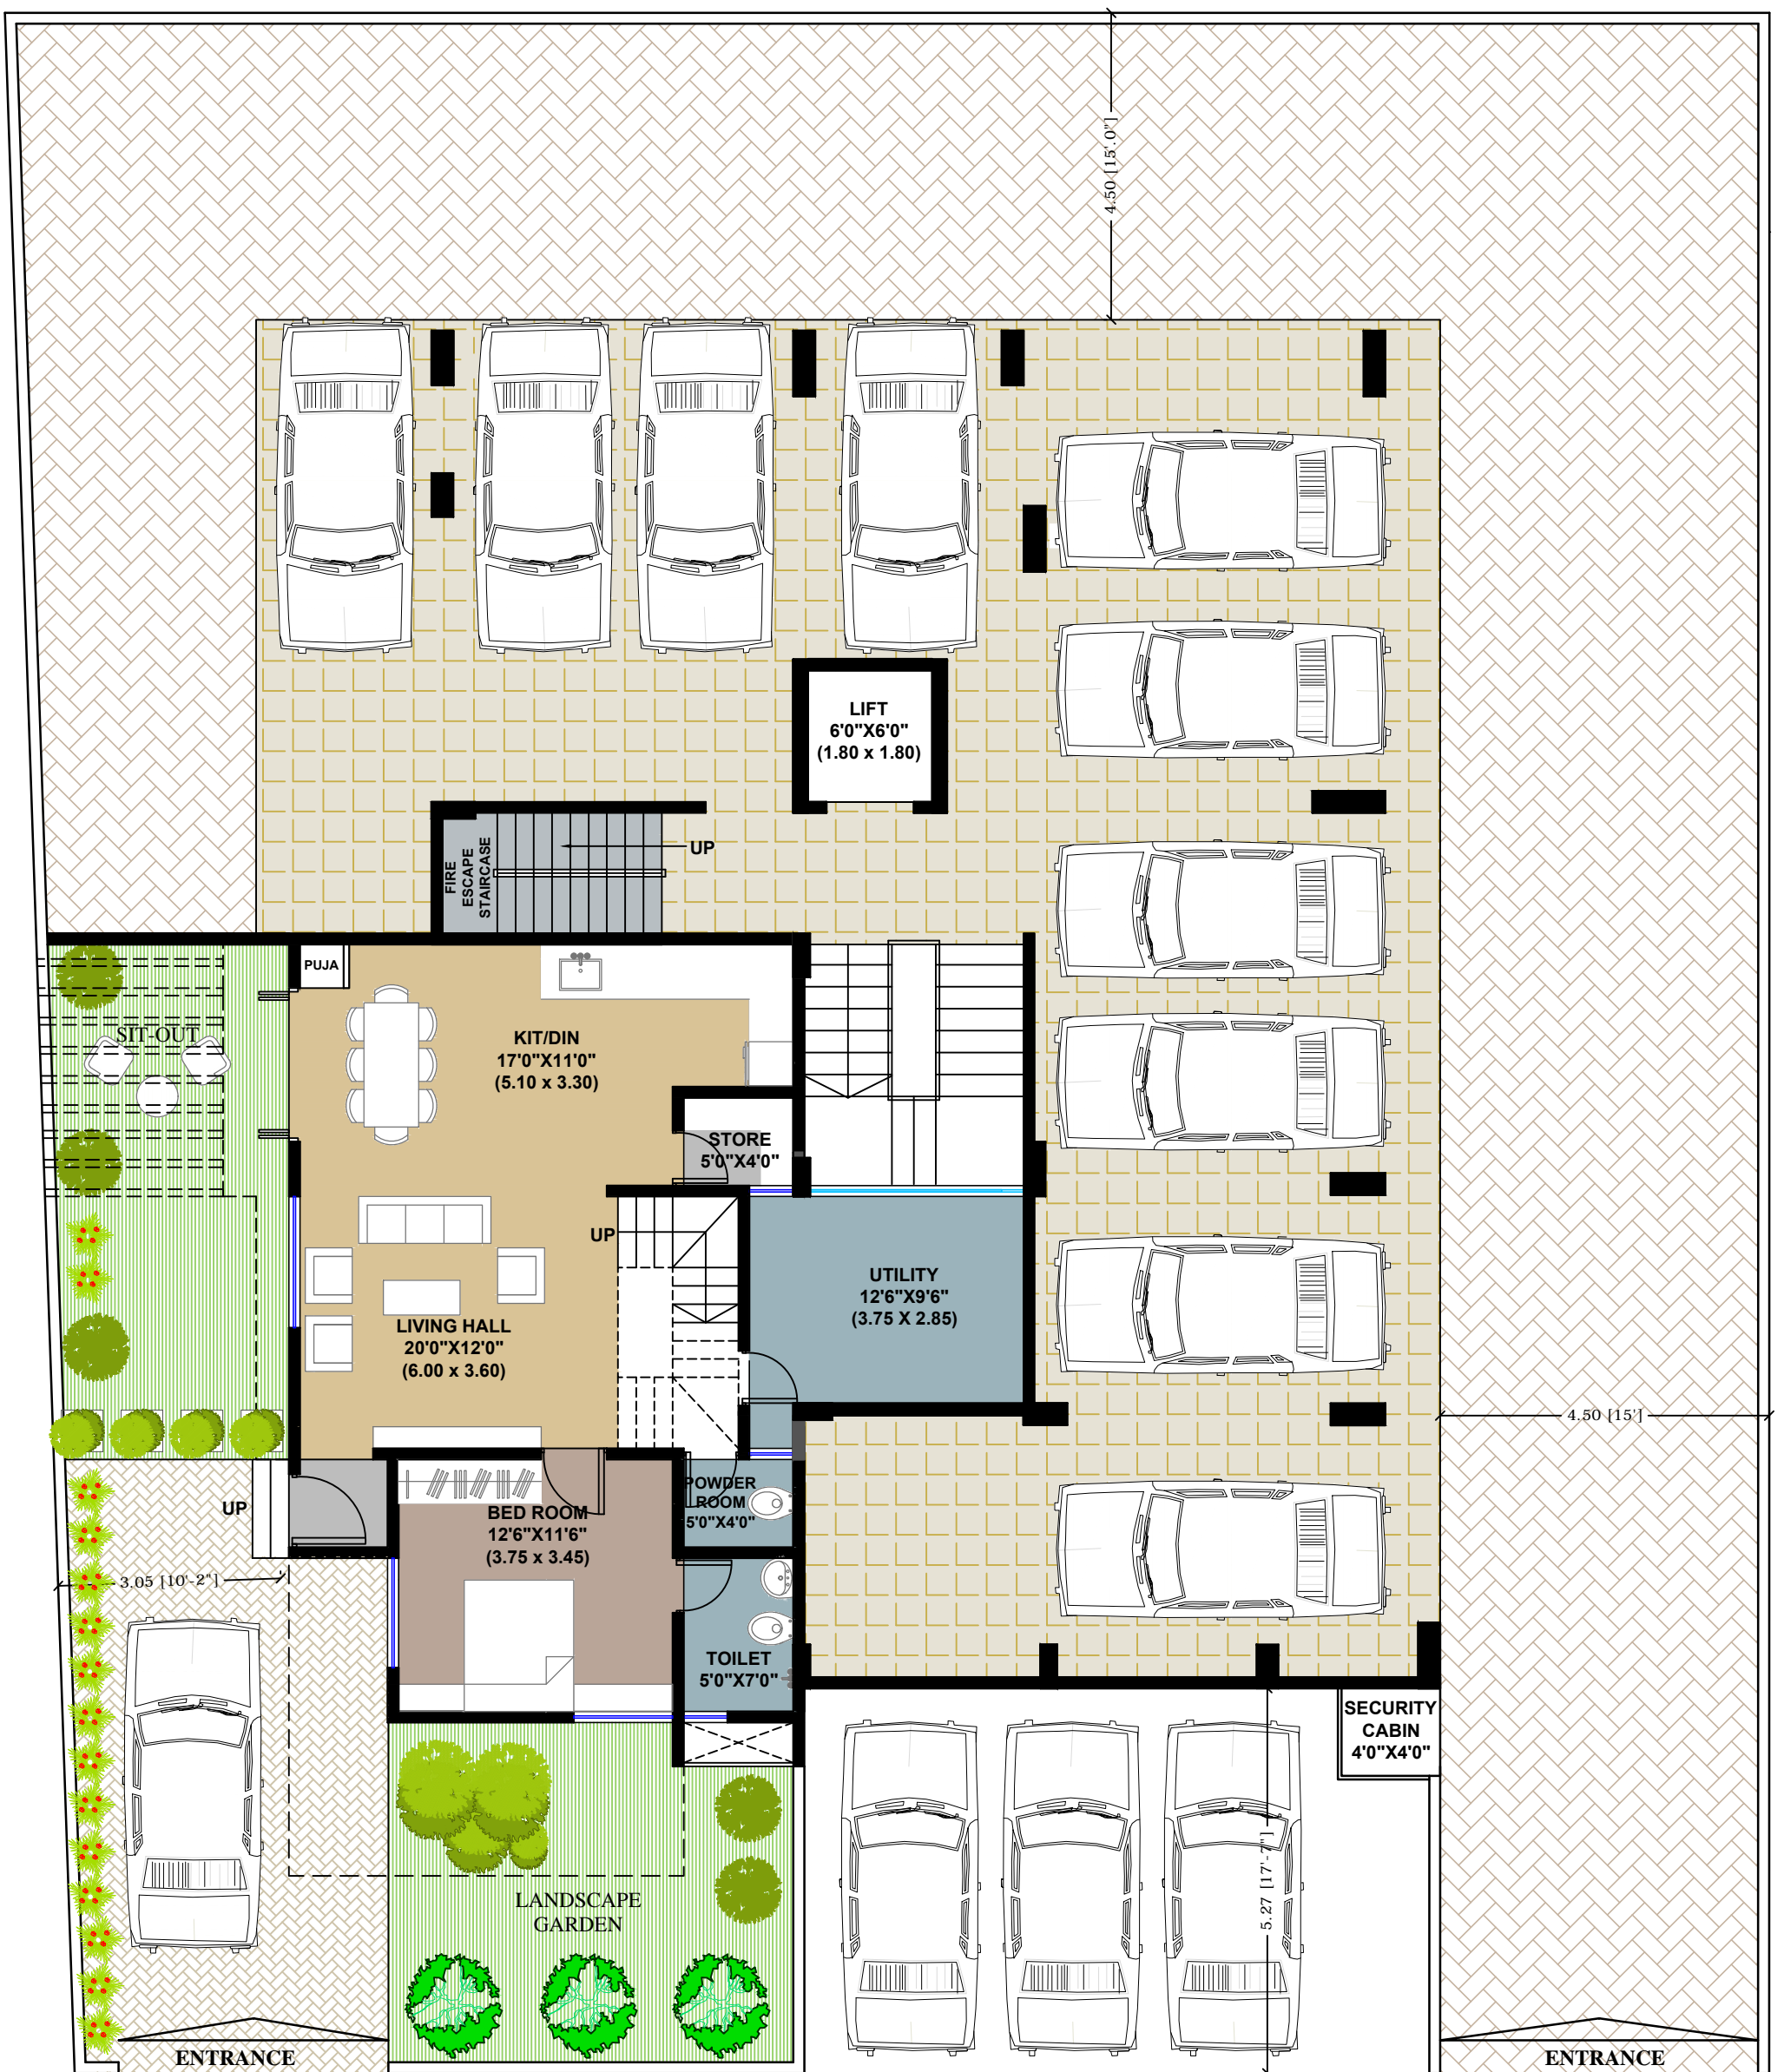 4.50 [15'.0"]
LIFT
6'0"X6'0"
(1.80 x 1.80)
FIRE
ESCAPE
STAIRCASE
UP
PUJA
SIT-OUT
KIT/DIN
17'0"X11'0"
(5.10 x 3.30)
STORE
5'0"X4'0"
UP
UTILITY
12'6"X9'6"
(3.75 X 2.85)
LIVING HALL
20'0"X12'0"
(6.00 x 3.60)
4.50 [15']
UP
POWDER
ROOM
5'0"X4'0"
BED ROOM
12'6"X11'6"
(3.75 x 3.45)
3.05 [10'-2"]
TOILET
5'0"X7'0"
SECURITY
CABIN
4'0"X4'0"
5.27 [17'-7"]
LANDSCAPE
GARDEN
ENTRANCE
ENTRANCE